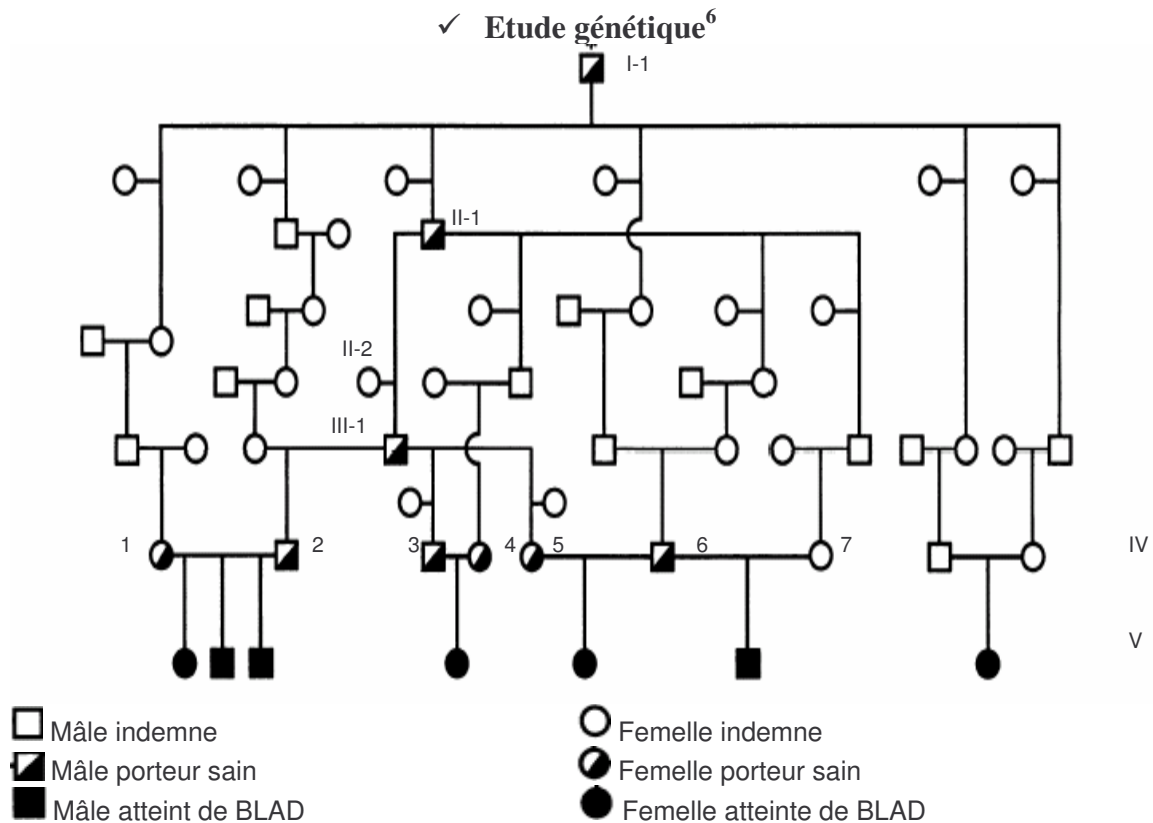 ✓ Etude génétique⁶
I-1
II-1
II-2
III-1
1 2 3 4 5 6 7 IV
V
Mâle indemne Femelle indemne
Mâle porteur sain Femelle porteur sain
Mâle atteint de BLAD Femelle atteinte de BLAD